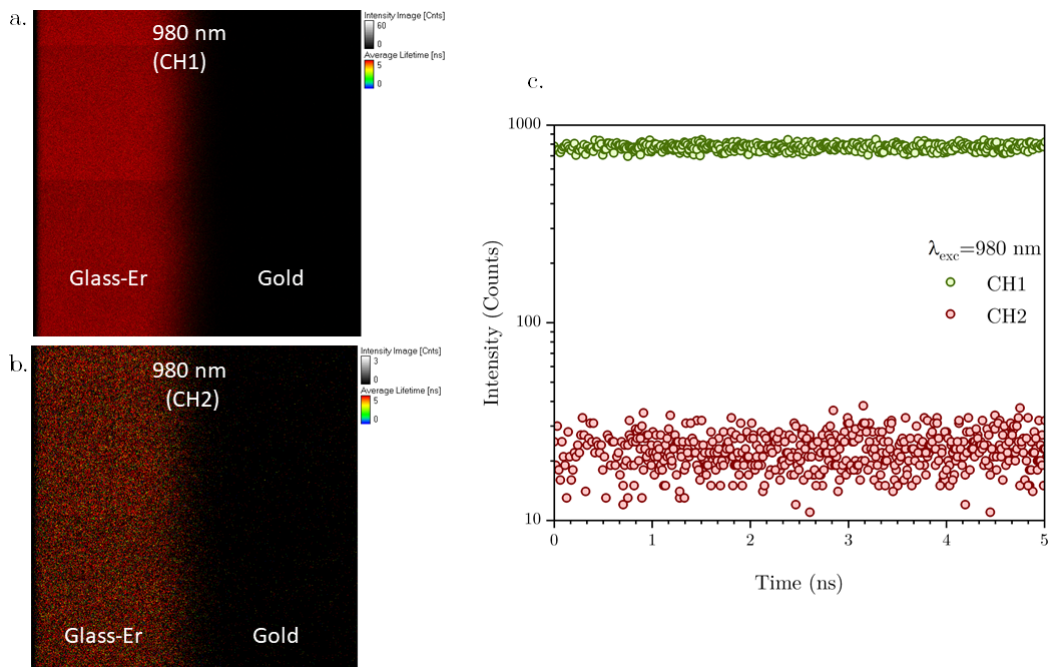 a.
980 nm
(CH1)
Glass-Er
Gold
Intensity Image [Cnts]
60
0
Average Lifetime [ns]
5
0
b.
980 nm
(CH2)
Glass-Er
Gold
Intensity Image [Cnts]
3
0
Average Lifetime [ns]
5
0
c.
1000
100
10
Intensity (Counts)
λexc=980 nm
CH1
CH2
0 1 2 3 4 5
Time (ns)